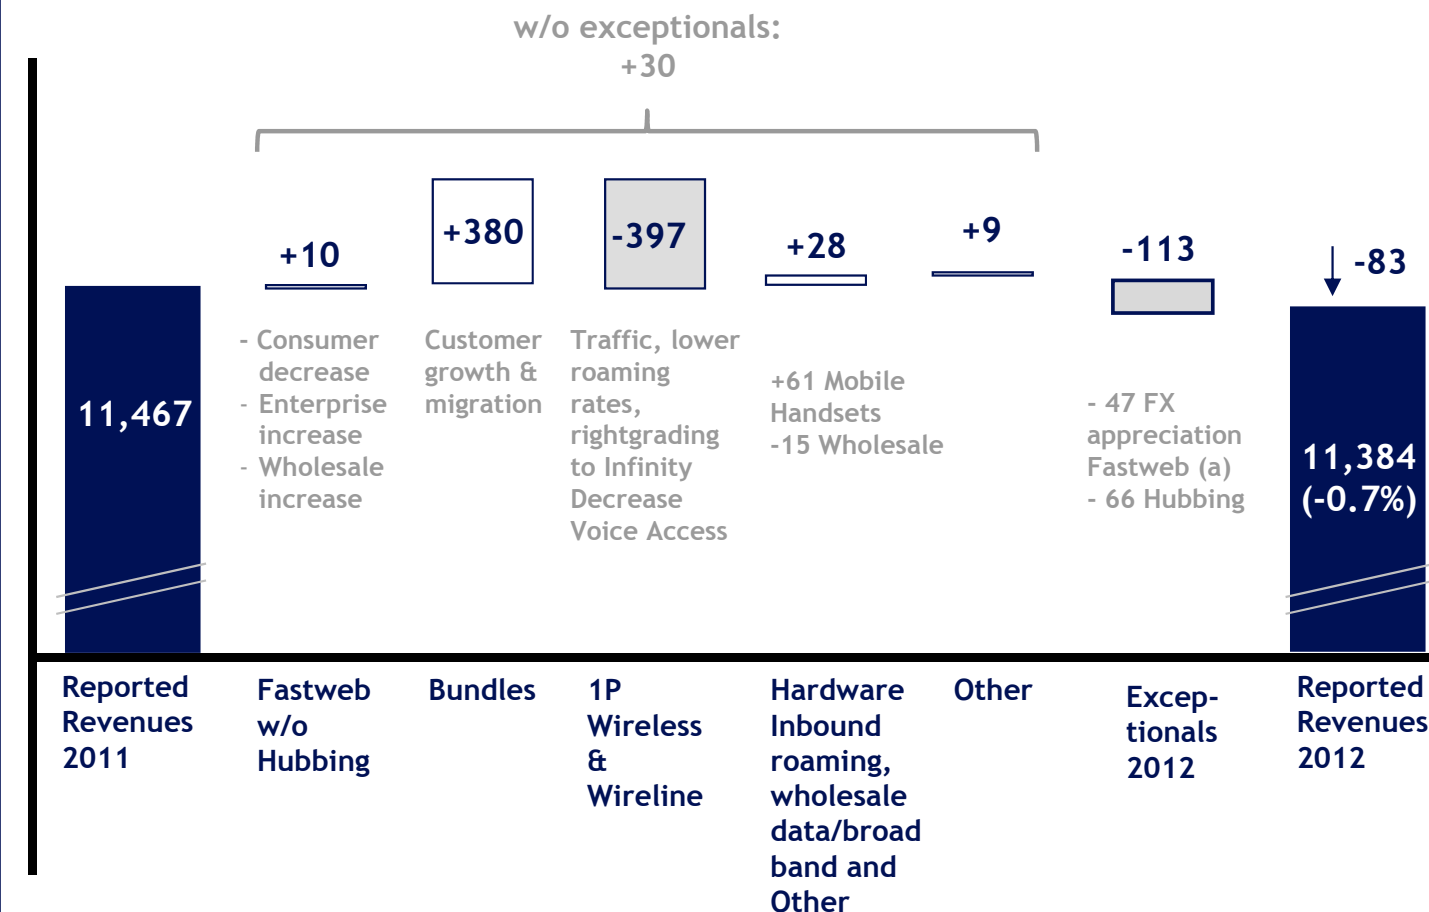 w/o exceptionals:
+30
+10
+380
-397
+28
+9
-113
-83
- Consumer
decrease
- Enterprise
increase
- Wholesale
increase
Customer
growth &
migration
Traffic, lower
roaming
rates,
rightgrading
to Infinity
Decrease
Voice Access
+61 Mobile
Handsets
-15 Wholesale
- 47 FX
appreciation
Fastweb (a)
- 66 Hubbing
11,467
11,384
(-0.7%)
Reported
Revenues
2011
Fastweb
w/o
Hubbing
Bundles
1P
Wireless
&
Wireline
Hardware
Inbound
roaming,
wholesale
data/broad
band and
Other
Other
Excep-
tionals
2012
Reported
Revenues
2012